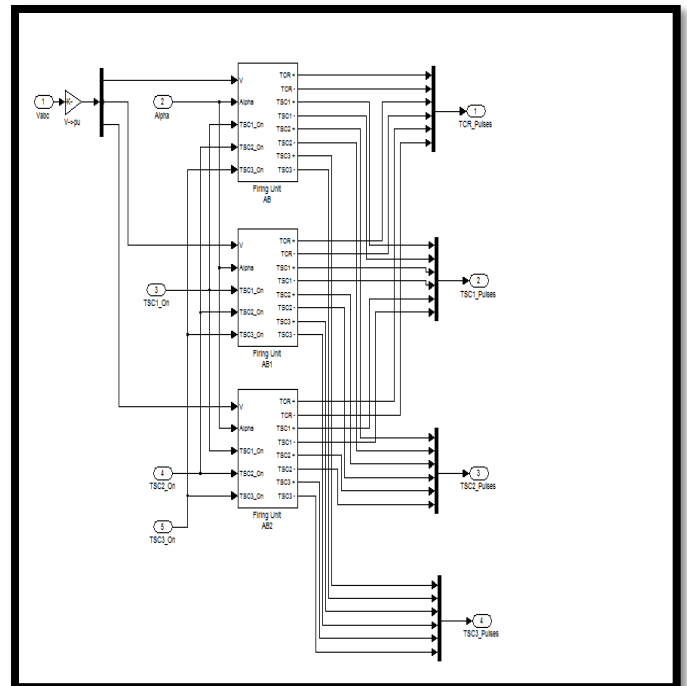 1
Vabc
K-
V->pu
2
Alpha
V
Alpha
TSC1_On
TSC2_On
TSC3_On
TCR +
TCR -
TSC1 +
TSC1 -
TSC2 +
TSC2 -
TSC3 +
TSC3 -
Firing Unit
AB
1
TCR_Pulses
3
TSC1_On
V
Alpha
TSC1_On
TSC2_On
TSC3_On
TCR +
TCR -
TSC1 +
TSC1 -
TSC2 +
TSC2 -
TSC3 +
TSC3 -
Firing Unit
AB1
2
TSC1_Pulses
4
TSC2_On
5
TSC3_On
V
Alpha
TSC1_On
TSC2_On
TSC3_On
TCR +
TCR -
TSC1 +
TSC1 -
TSC2 +
TSC2 -
TSC3 +
TSC3 -
Firing Unit
AB2
3
TSC2_Pulses
4
TSC3_Pulses